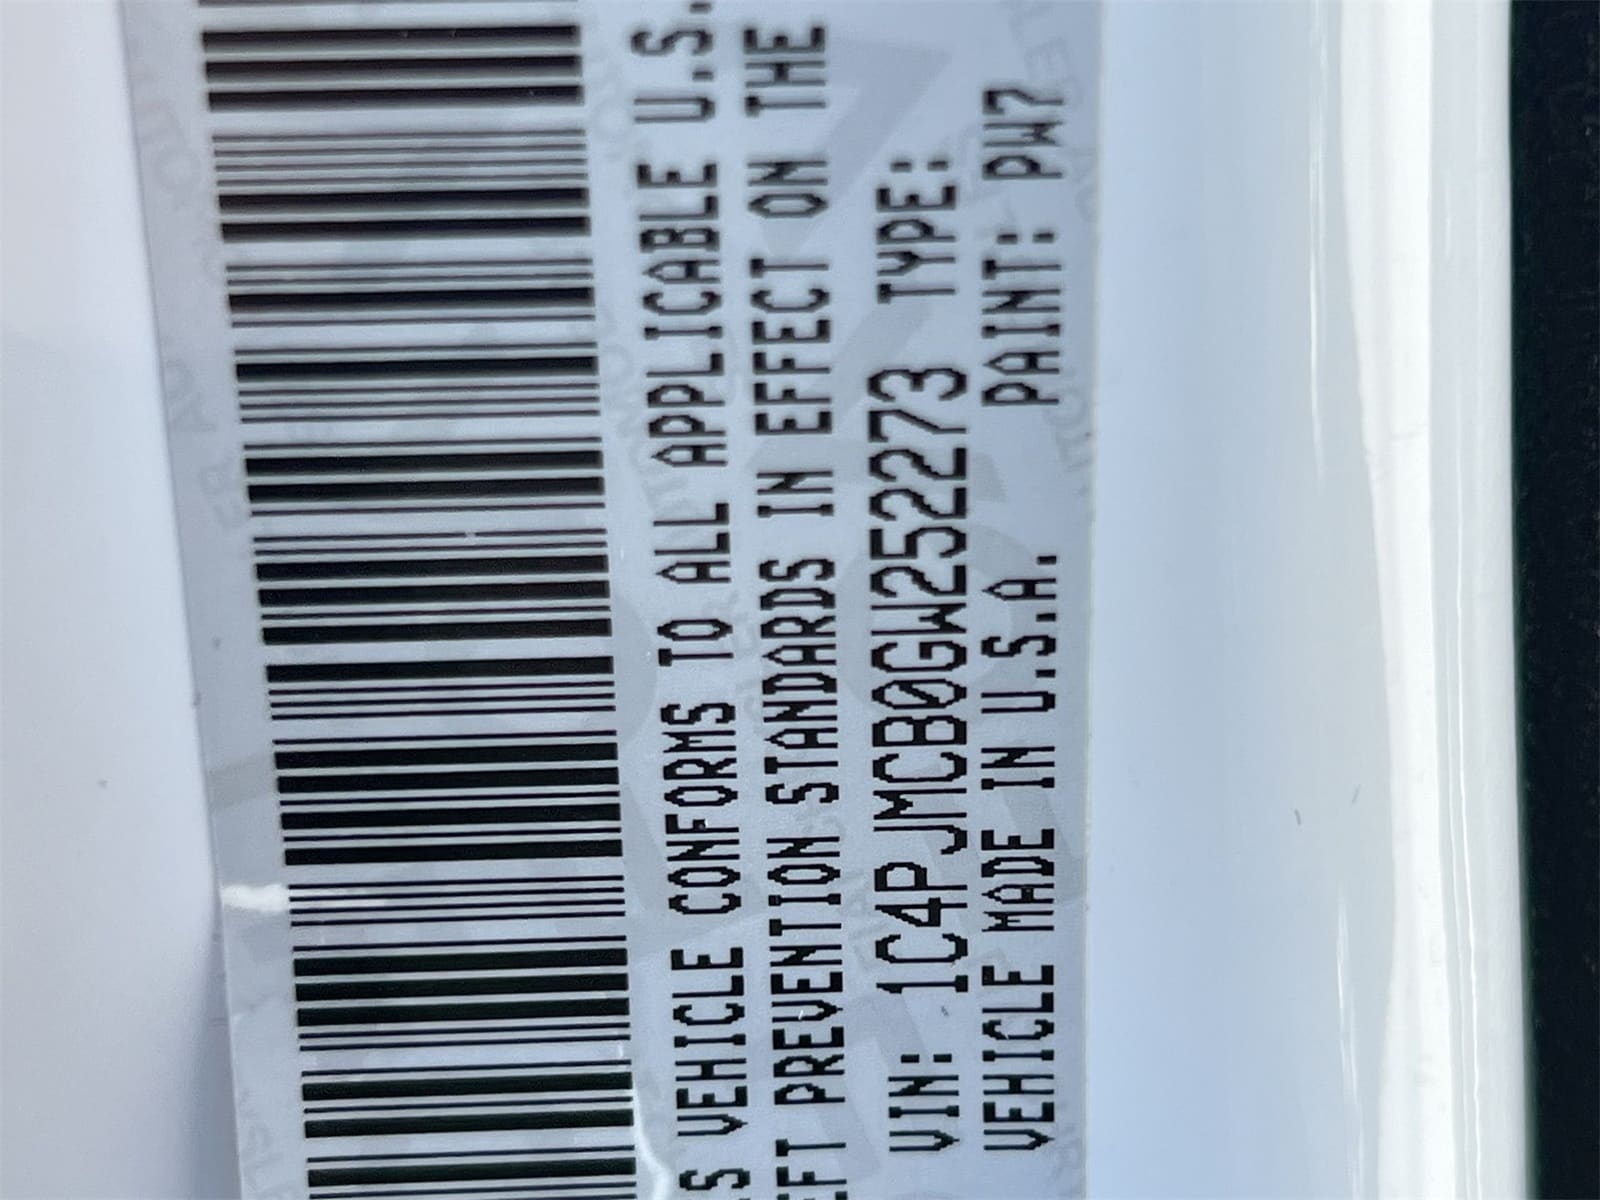 S VEHICLE CONFORMS TO ALL APPLICABLE U.S.
EFT PREVENTION STANDARDS IN EFFECT ON THE
VIN: 1C4PJMCB0GW252273 TYPE:
VEHICLE MADE IN U.S.A. PAINT: PW7